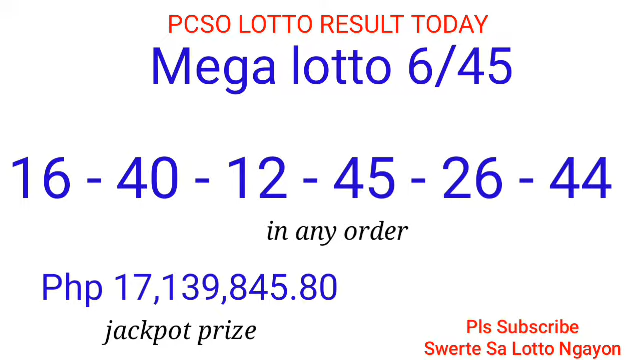 PCSO LOTTO RESULT TODAY
Mega lotto 6/45
16 - 40 - 12 - 45 - 26 - 44
in any order
Php 17,139,845.80
jackpot prize
Pls Subscribe
Swerte Sa Lotto Ngayon